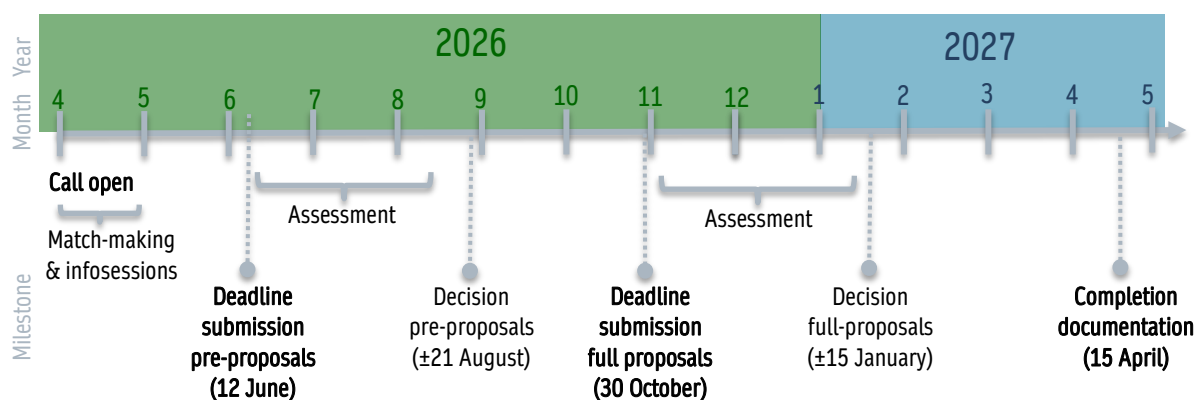 Year
2026
2027
Month
4 5 6 7 8 9 10 11 12 1 2 3 4 5
Call open
Match-making
& infosessions
Assessment
Assessment
Milestone
Deadline
submission
pre-proposals
(12 June)
Decision
pre-proposals
(±21 August)
Deadline
submission
full proposals
(30 October)
Decision
full-proposals
(±15 January)
Completion
documentation
(15 April)